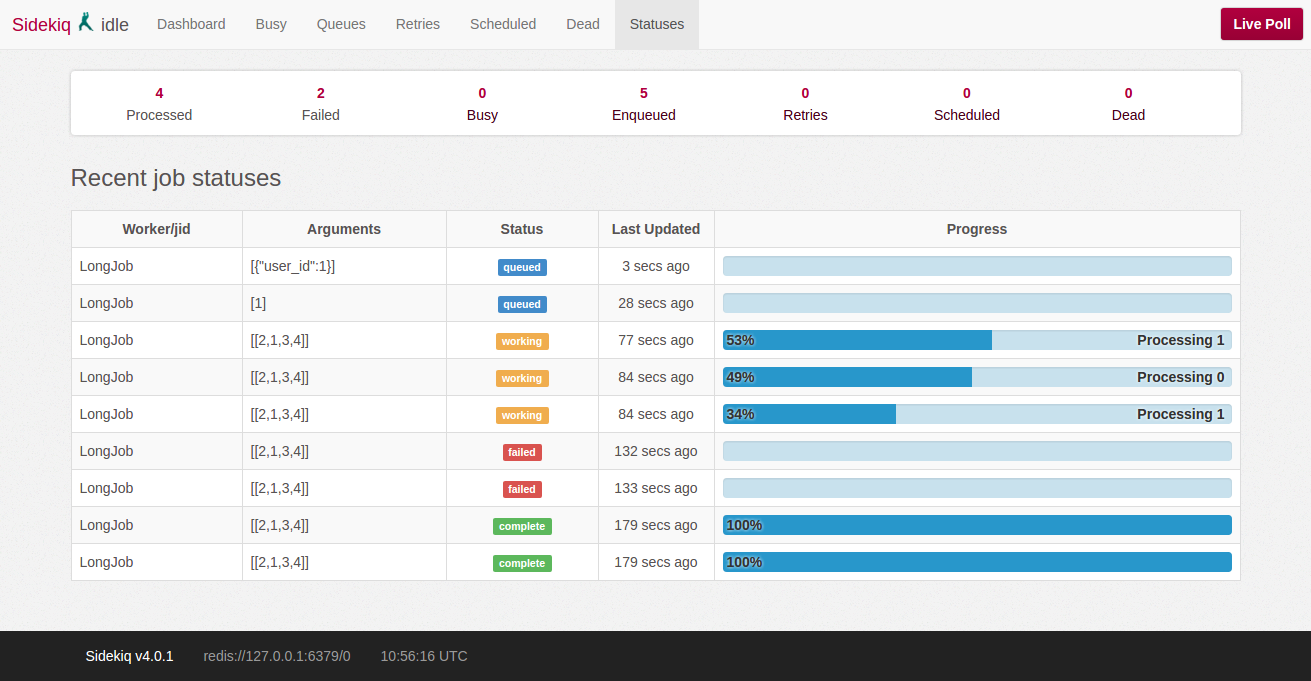 Sidekiq idle Dashboard Busy Queues Retries Scheduled Dead Statuses Live Poll
4 2 0 5 0 0 0
Processed Failed Busy Enqueued Retries Scheduled Dead
Recent job statuses
Worker/jid Arguments Status Last Updated Progress
LongJob [{"user_id":1}] queued 3 secs ago
LongJob [1] queued 28 secs ago
LongJob [[2,1,3,4]] working 77 secs ago 53% Processing 1
LongJob [[2,1,3,4]] working 84 secs ago 49% Processing 0
LongJob [[2,1,3,4]] working 84 secs ago 34% Processing 1
LongJob [[2,1,3,4]] failed 132 secs ago
LongJob [[2,1,3,4]] failed 133 secs ago
LongJob [[2,1,3,4]] complete 179 secs ago 100%
LongJob [[2,1,3,4]] complete 179 secs ago 100%
Sidekiq v4.0.1 redis://127.0.0.1:6379/0 10:56:16 UTC